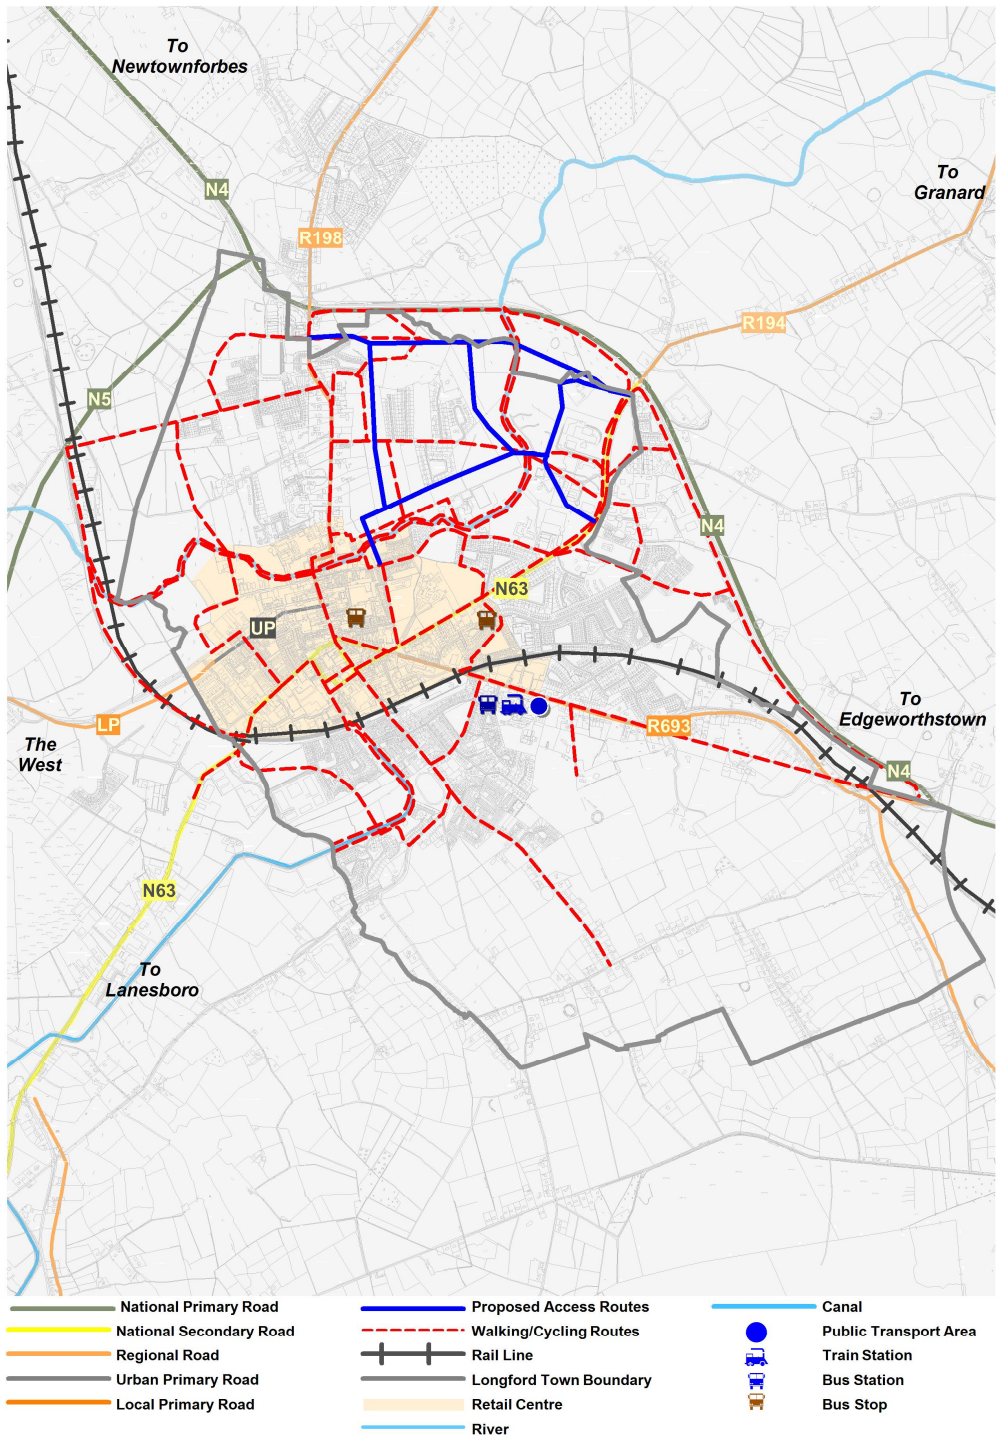 To
Newtownforbes
N4
R198
To
Granard
R194
N5
N4
N63
UP
LP
The
West
R693
To
Edgeworthstown
N4
N63
To
Lanesboro
National Primary Road
National Secondary Road
Regional Road
Urban Primary Road
Local Primary Road
Proposed Access Routes
Walking/Cycling Routes
Rail Line
Longford Town Boundary
Retail Centre
River
Canal
Public Transport Area
Train Station
Bus Station
Bus Stop